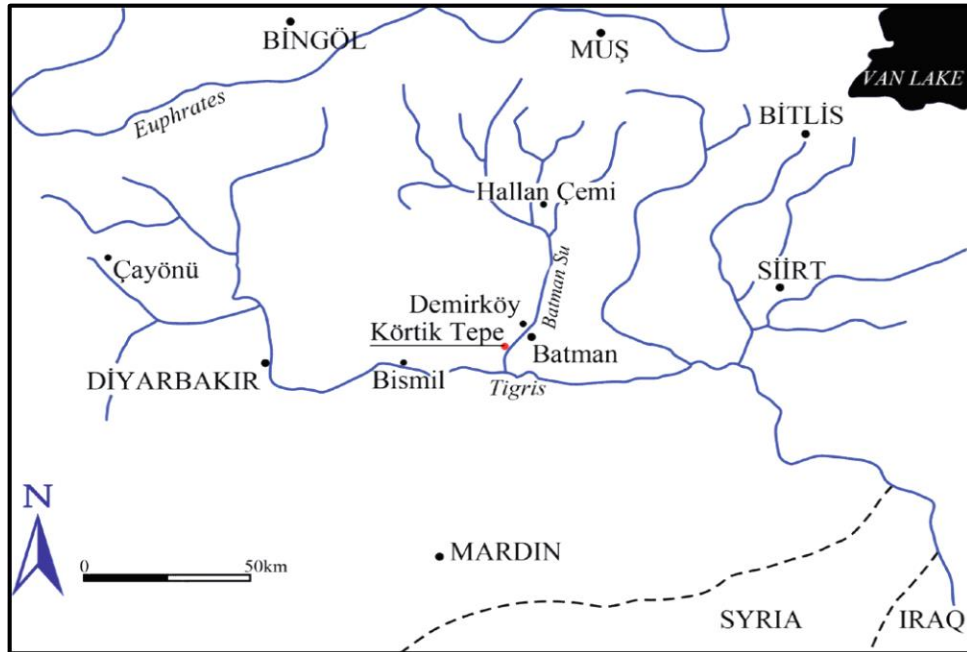 BİNGÖL
MUŞ
VAN LAKE
Euphrates
BİTLİS
Hallan Çemi
Çayönü
SİİRT
Batman Su
Demirköy
Körtik Tepe
Batman
DİYARBAKIR
Bismil
Tigris
N
0 50km
MARDIN
SYRIA
IRAQ